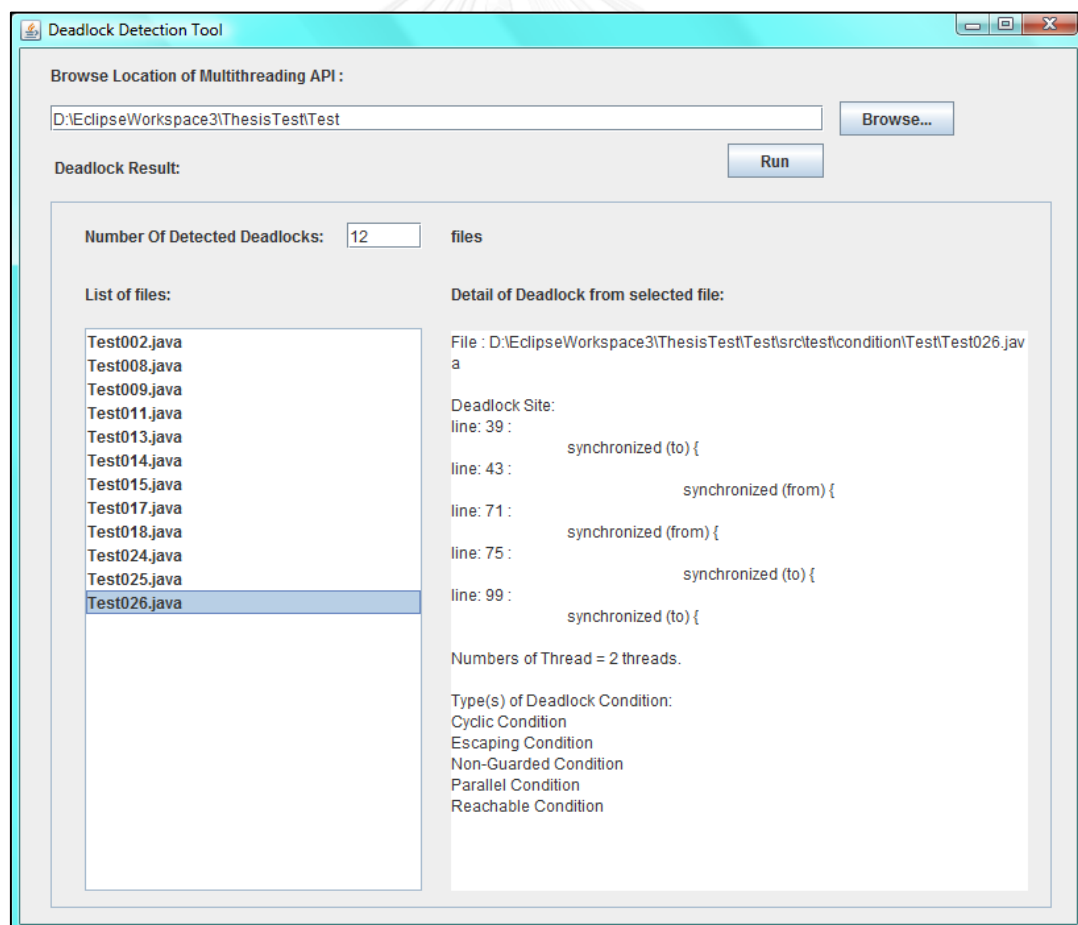 Deadlock Detection Tool
Browse Location of Multithreading API :
D:\EclipseWorkspace3\ThesisTest\Test
Browse...
Deadlock Result:
Run
Number Of Detected Deadlocks: 12 files
List of files:
Test002.java
Test008.java
Test009.java
Test011.java
Test013.java
Test014.java
Test015.java
Test017.java
Test018.java
Test024.java
Test025.java
Test026.java
Detail of Deadlock from selected file:
File : D:\EclipseWorkspace3\ThesisTest\Test\src\test\condition\Test\Test026.jav
a
Deadlock Site:
line: 39 :
synchronized (to) {
line: 43 :
synchronized (from) {
line: 71 :
synchronized (from) {
line: 75 :
synchronized (to) {
line: 99 :
synchronized (to) {
Numbers of Thread = 2 threads.
Type(s) of Deadlock Condition:
Cyclic Condition
Escaping Condition
Non-Guarded Condition
Parallel Condition
Reachable Condition